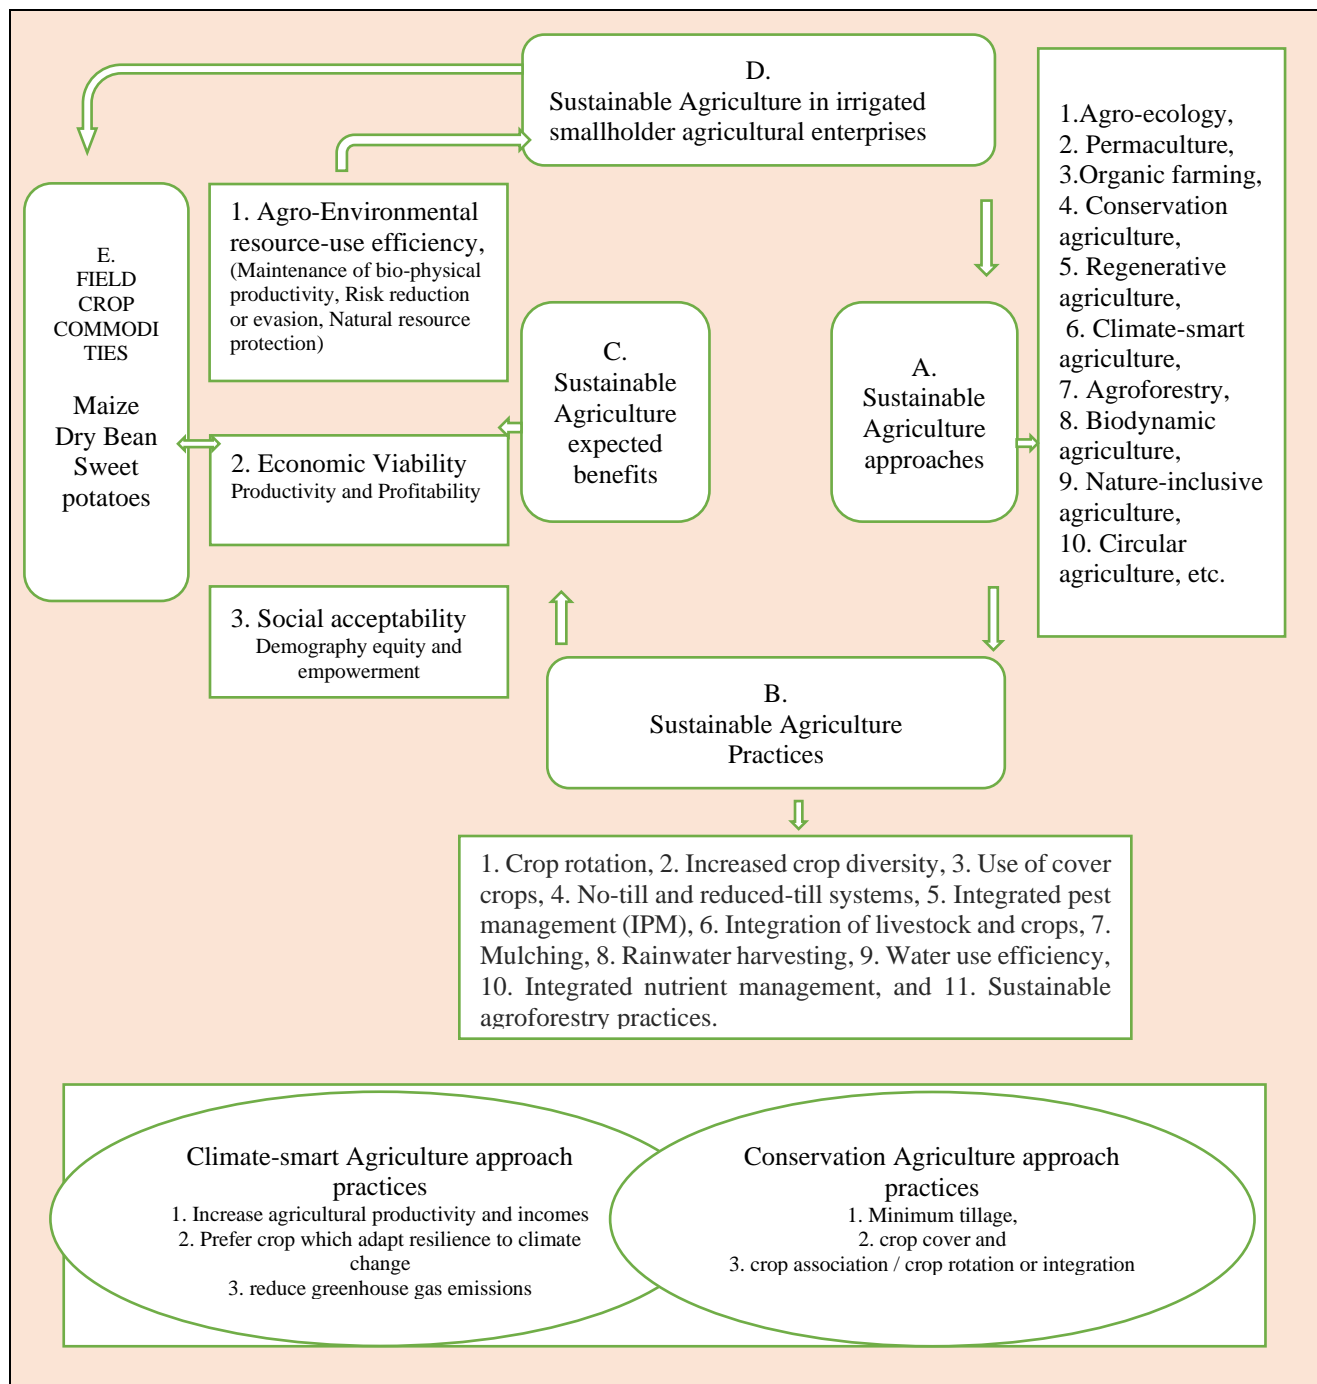 D.
Sustainable Agriculture in irrigated
smallholder agricultural enterprises
1.Agro-ecology,
2. Permaculture,
3.Organic farming,
4. Conservation
agriculture,
5. Regenerative
agriculture,
6. Climate-smart
agriculture,
7. Agroforestry,
8. Biodynamic
agriculture,
9. Nature-inclusive
agriculture,
10. Circular
agriculture, etc.
1. Agro-Environmental
resource-use efficiency,
(Maintenance of bio-physical
productivity, Risk reduction
or evasion, Natural resource
protection)
E.
FIELD
CROP
COMMODI
TIES
Maize
Dry Bean
Sweet
potatoes
C.
Sustainable
Agriculture
expected
benefits
A.
Sustainable
Agriculture
approaches
2. Economic Viability
Productivity and Profitability
3. Social acceptability
Demography equity and
empowerment
B.
Sustainable Agriculture
Practices
1. Crop rotation, 2. Increased crop diversity, 3. Use of cover
crops, 4. No-till and reduced-till systems, 5. Integrated pest
management (IPM), 6. Integration of livestock and crops, 7.
Mulching, 8. Rainwater harvesting, 9. Water use efficiency,
10. Integrated nutrient management, and 11. Sustainable
agroforestry practices.
Climate-smart Agriculture approach
practices
1. Increase agricultural productivity and incomes
2. Prefer crop which adapt resilience to climate
change
3. reduce greenhouse gas emissions
Conservation Agriculture approach
practices
1. Minimum tillage,
2. crop cover and
3. crop association / crop rotation or integration